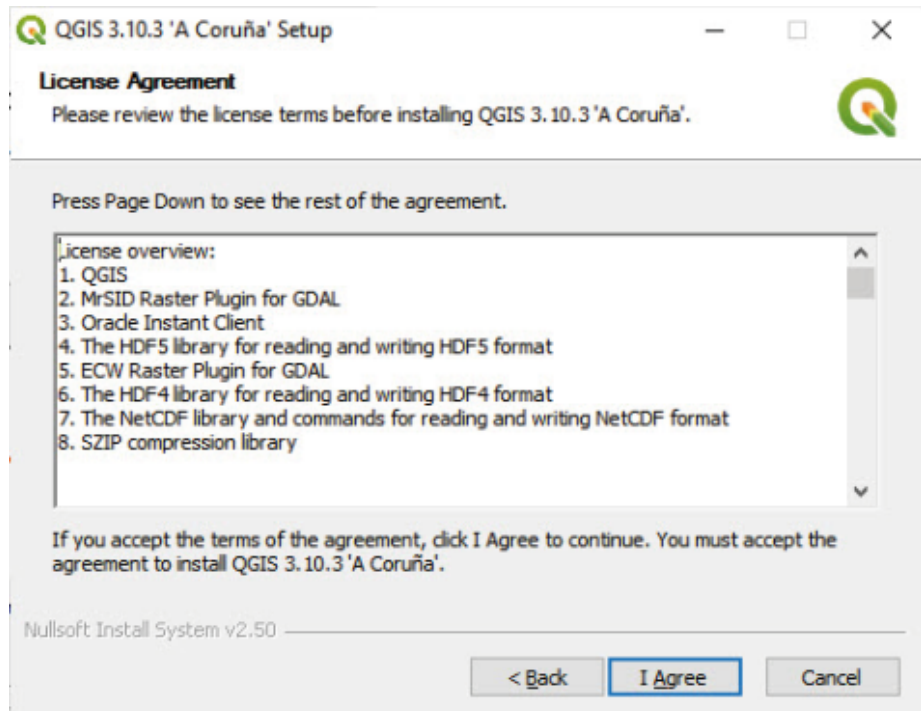 QGIS 3.10.3 'A Coruña' Setup
License Agreement
Please review the license terms before installing QGIS 3.10.3 'A Coruña'.
Press Page Down to see the rest of the agreement.
License overview:
1. QGIS
2. MrSID Raster Plugin for GDAL
3. Oracle Instant Client
4. The HDF5 library for reading and writing HDF5 format
5. ECW Raster Plugin for GDAL
6. The HDF4 library for reading and writing HDF4 format
7. The NetCDF library and commands for reading and writing NetCDF format
8. SZIP compression library
If you accept the terms of the agreement, click I Agree to continue. You must accept the
agreement to install QGIS 3.10.3 'A Coruña'.
Nullsoft Install System v2.50
< Back I Agree Cancel